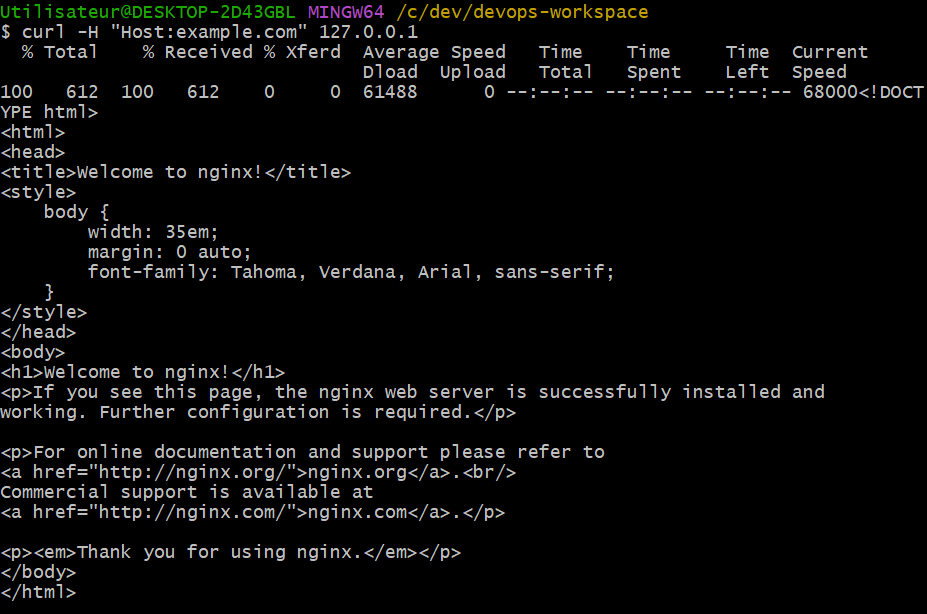 Utilisateur@DESKTOP-2D43GBL MINGW64 /c/dev/devops-workspace
$ curl -H "Host:example.com" 127.0.0.1
  % Total    % Received % Xferd  Average Speed   Time    Time     Time  Current
                                 Dload  Upload   Total   Spent    Left  Speed
100   612  100   612    0     0  61488      0 --:--:-- --:--:-- --:--:-- 68000<!DOCT
YPE html>
<html>
<head>
<title>Welcome to nginx!</title>
<style>
    body {
        width: 35em;
        margin: 0 auto;
        font-family: Tahoma, Verdana, Arial, sans-serif;
    }
</style>
</head>
<body>
<h1>Welcome to nginx!</h1>
<p>If you see this page, the nginx web server is successfully installed and
working. Further configuration is required.</p>

<p>For online documentation and support please refer to
<a href="http://nginx.org/">nginx.org</a>.<br/>
Commercial support is available at
<a href="http://nginx.com/">nginx.com</a>.</p>

<p><em>Thank you for using nginx.</em></p>
</body>
</html>